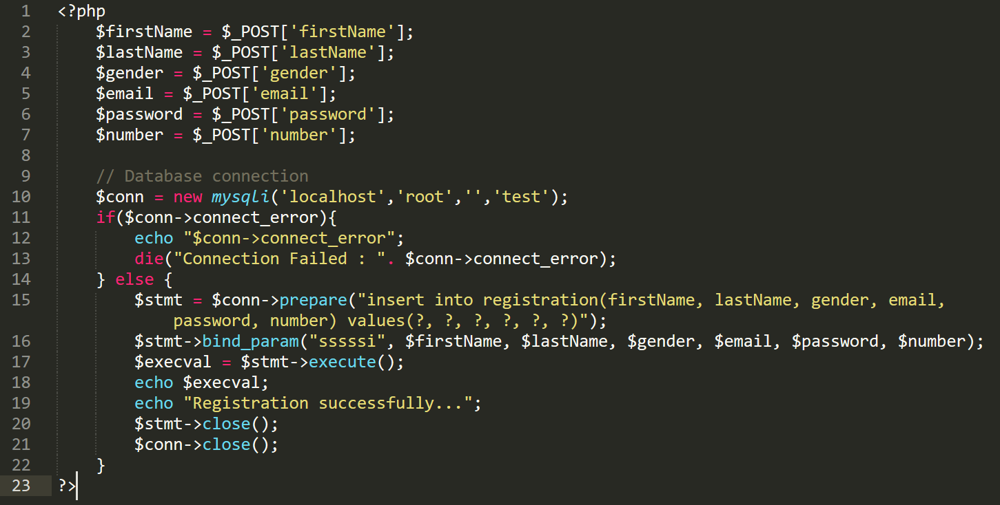 1 <?php
2 $firstName = $_POST['firstName'];
3 $lastName = $_POST['lastName'];
4 $gender = $_POST['gender'];
5 $email = $_POST['email'];
6 $password = $_POST['password'];
7 $number = $_POST['number'];
8
9 // Database connection
10 $conn = new mysqli('localhost','root','','test');
11 if($conn->connect_error){
12 echo "$conn->connect_error";
13 die("Connection Failed : ". $conn->connect_error);
14 } else {
15 $stmt = $conn->prepare("insert into registration(firstName, lastName, gender, email,
password, number) values(?, ?, ?, ?, ?, ?)");
16 $stmt->bind_param("sssssi", $firstName, $lastName, $gender, $email, $password, $number);
17 $execval = $stmt->execute();
18 echo $execval;
19 echo "Registration successfully...";
20 $stmt->close();
21 $conn->close();
22 }
23 ?>